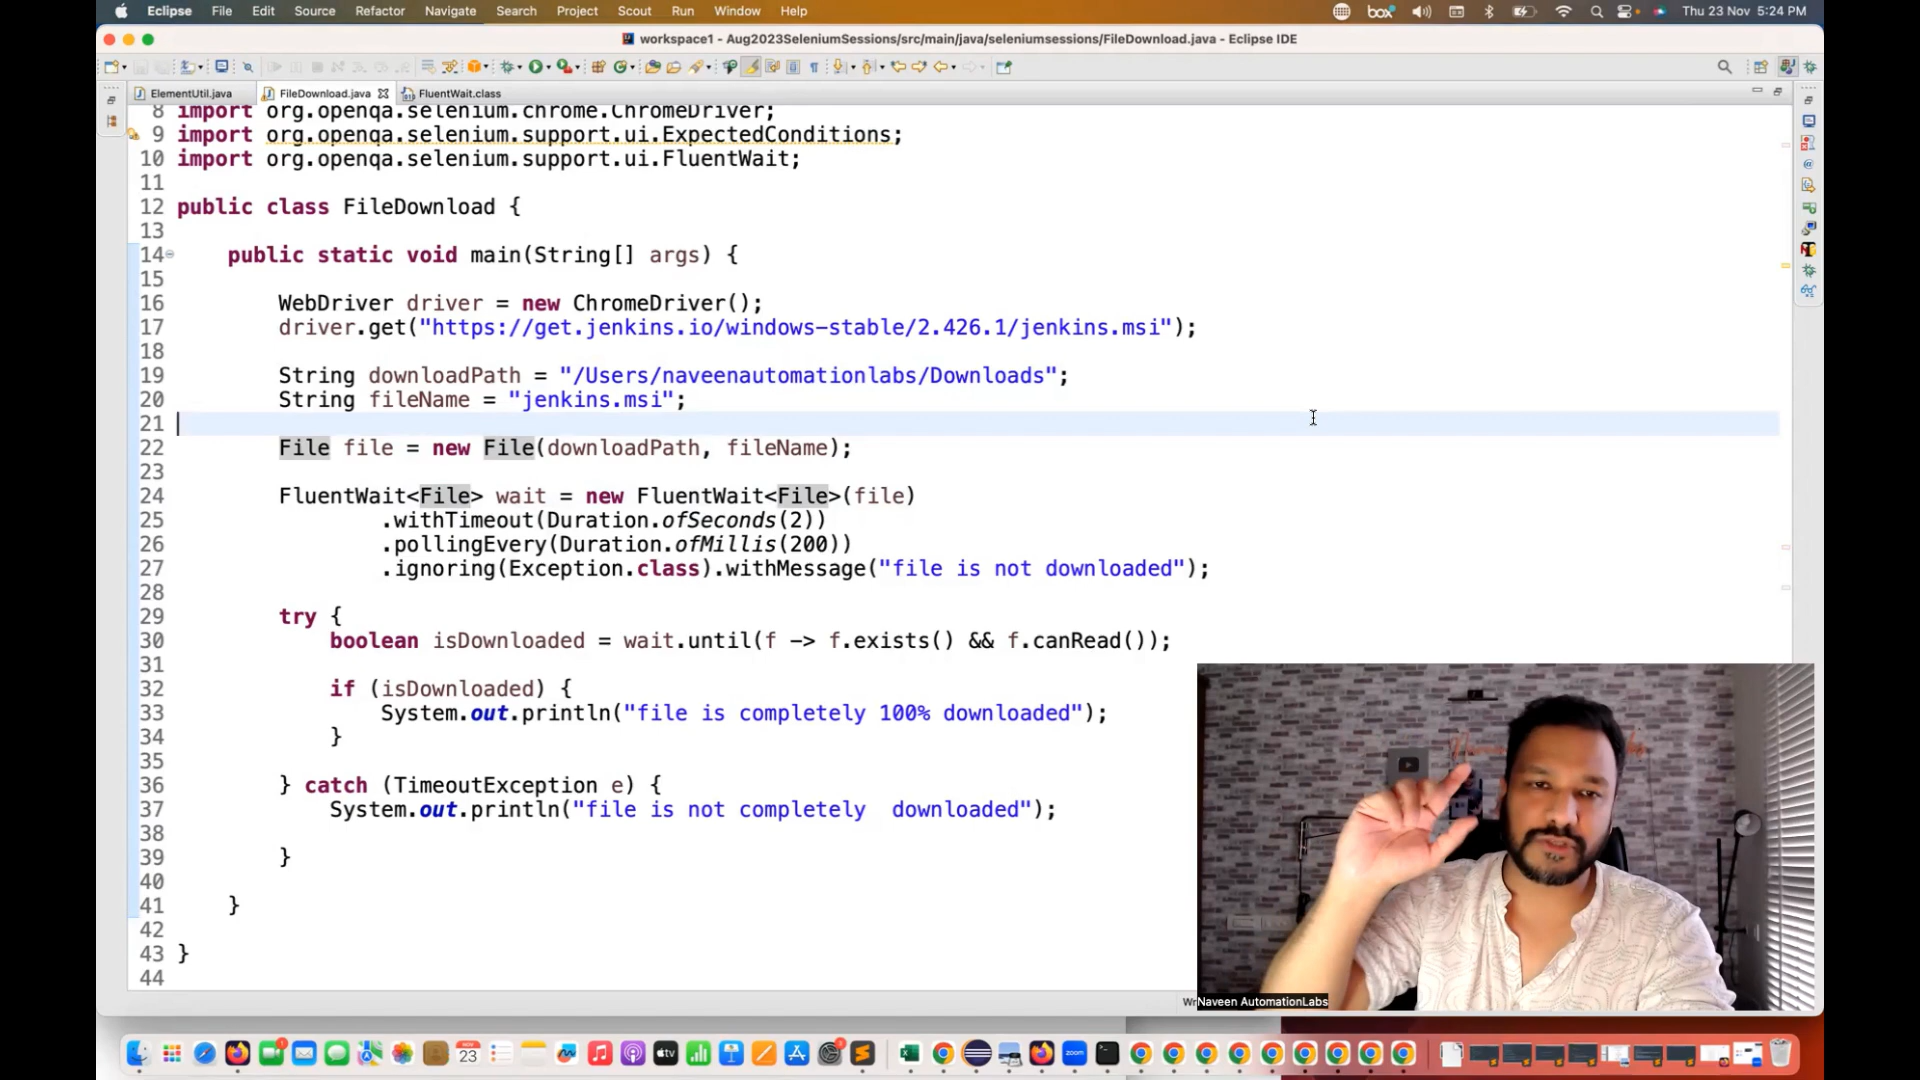 Eclipse File Edit Source Refactor Navigate Search Project Scout Run Window Help
box Thu 23 Nov 5:24 PM
workspace1 - Aug2023SeleniumSessions/src/main/java/seleniumsessions/FileDownload.java - Eclipse IDE
ElementUtil.java FileDownload.java FluentWait.class
8 import org.openqa.selenium.chrome.ChromeDriver;
9 import org.openqa.selenium.support.ui.ExpectedConditions;
10 import org.openqa.selenium.support.ui.FluentWait;
11
12 public class FileDownload {
13
14 public static void main(String[] args) {
15
16 WebDriver driver = new ChromeDriver();
17 driver.get("https://get.jenkins.io/windows-stable/2.426.1/jenkins.msi");
18
19 String downloadPath = "/Users/naveenautomationlabs/Downloads";
20 String fileName = "jenkins.msi";
21
22 File file = new File(downloadPath, fileName);
23
24 FluentWait<File> wait = new FluentWait<File>(file)
25 .withTimeout(Duration.ofSeconds(2))
26 .pollingEvery(Duration.ofMillis(200))
27 .ignoring(Exception.class).withMessage("file is not downloaded");
28
29 try {
30 boolean isDownloaded = wait.until(f -> f.exists() && f.canRead());
31
32 if (isDownloaded) {
33 System.out.println("file is completely 100% downloaded");
34 }
35
36 } catch (TimeoutException e) {
37 System.out.println("file is not completely  downloaded");
38
39 }
40
41 }
42
43 }
44
Naveen AutomationLabs
NOV
23
tv
zoom